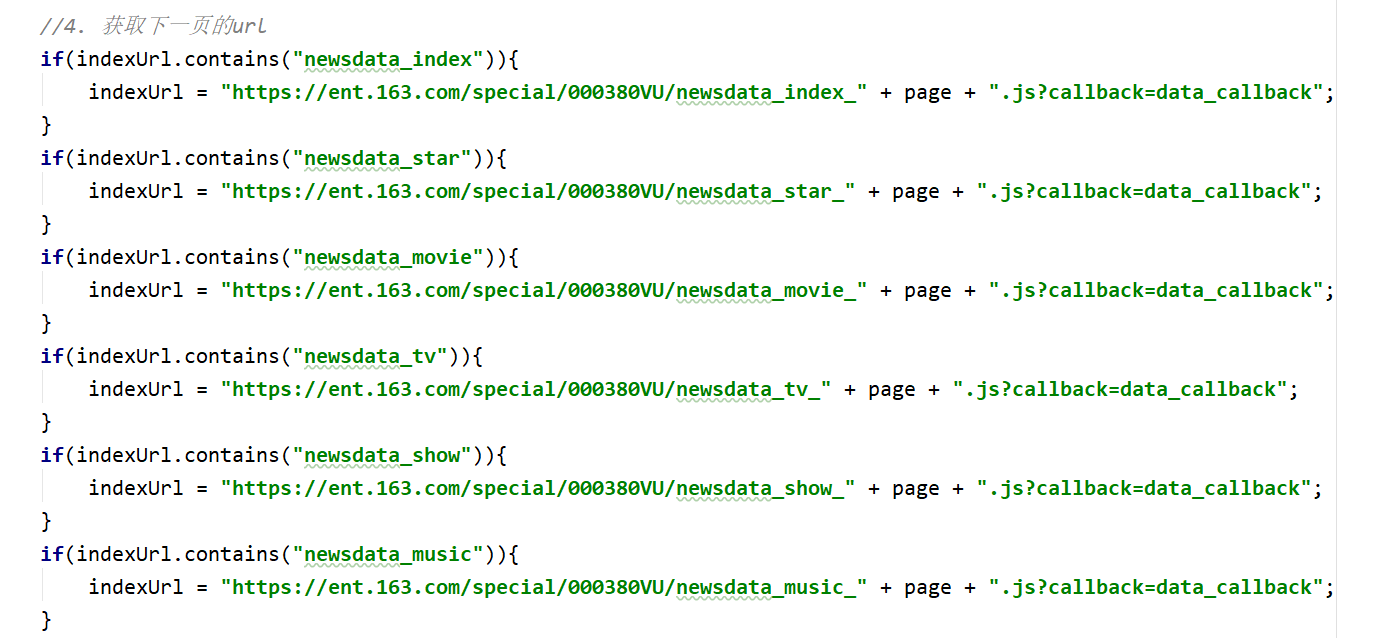 //4. 获取下一页的url
if(indexUrl.contains("newsdata_index")){
indexUrl = "https://ent.163.com/special/000380VU/newsdata_index_" + page + ".js?callback=data_callback";
}
if(indexUrl.contains("newsdata_star")){
indexUrl = "https://ent.163.com/special/000380VU/newsdata_star_" + page + ".js?callback=data_callback";
}
if(indexUrl.contains("newsdata_movie")){
indexUrl = "https://ent.163.com/special/000380VU/newsdata_movie_" + page + ".js?callback=data_callback";
}
if(indexUrl.contains("newsdata_tv")){
indexUrl = "https://ent.163.com/special/000380VU/newsdata_tv_" + page + ".js?callback=data_callback";
}
if(indexUrl.contains("newsdata_show")){
indexUrl = "https://ent.163.com/special/000380VU/newsdata_show_" + page + ".js?callback=data_callback";
}
if(indexUrl.contains("newsdata_music")){
indexUrl = "https://ent.163.com/special/000380VU/newsdata_music_" + page + ".js?callback=data_callback";
}